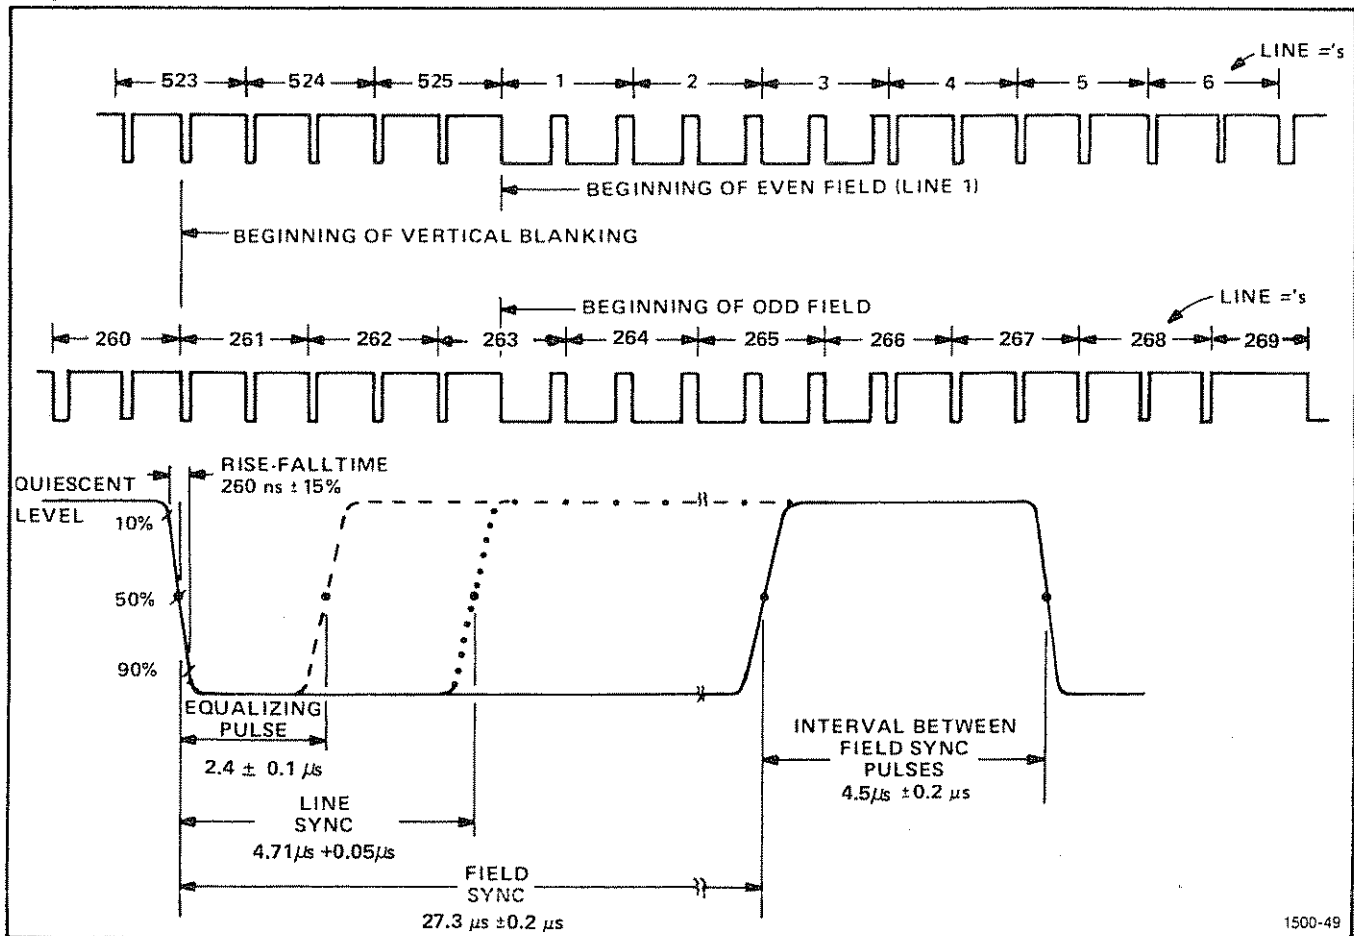 LINE ='s
523 524 525 1 2 3 4 5 6
BEGINNING OF EVEN FIELD (LINE 1)
BEGINNING OF VERTICAL BLANKING
BEGINNING OF ODD FIELD
LINE ='s
260 261 262 263 264 265 266 267 268 269
RISE-FALLTIME
260 ns ± 15%
QUIESCENT
LEVEL
10%
50%
90%
EQUALIZING
PULSE
2.4 ± 0.1 µs
LINE
SYNC
4.71µs +0.05µs
FIELD
SYNC
27.3 µs ±0.2 µs
INTERVAL BETWEEN
FIELD SYNC
PULSES
4.5µs ±0.2 µs
1500-49